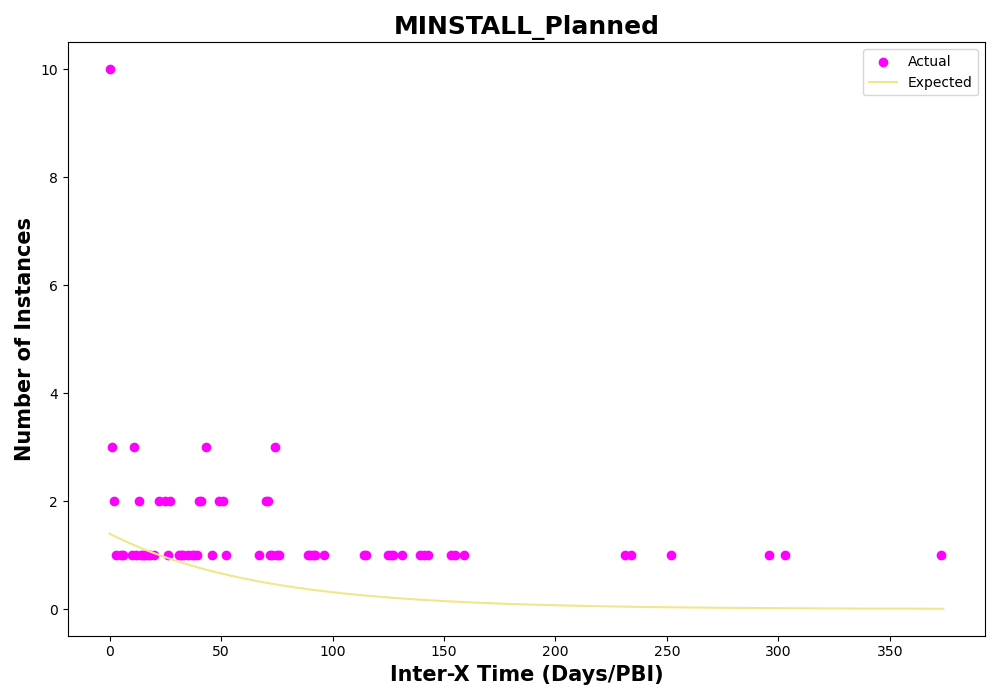 MINSTALL_Planned
Actual
Expected
Number of Instances
10
8
6
4
2
0
0
50
100
150
200
250
300
350
Inter-X Time (Days/PBI)